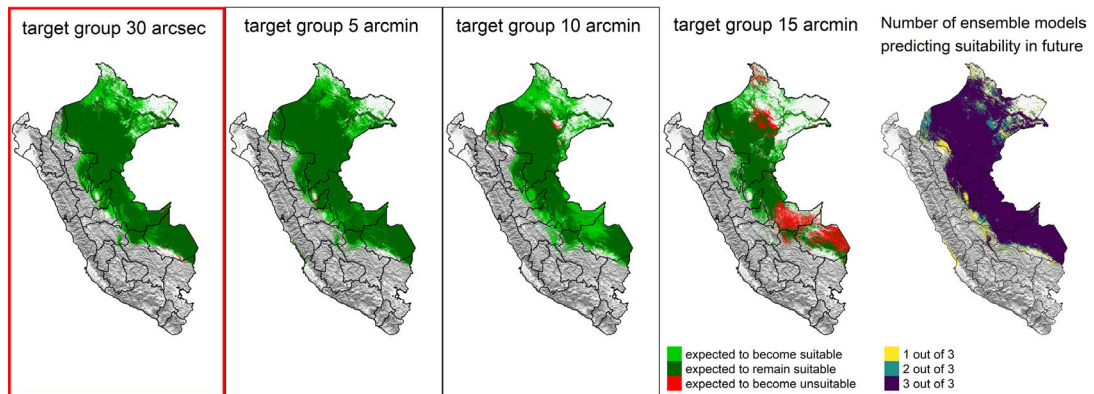 target group 30 arcsec
target group 5 arcmin
target group 10 arcmin
target group 15 arcmin
Number of ensemble models
predicting suitability in future
expected to become suitable
expected to remain suitable
expected to become unsuitable
1 out of 3
2 out of 3
3 out of 3